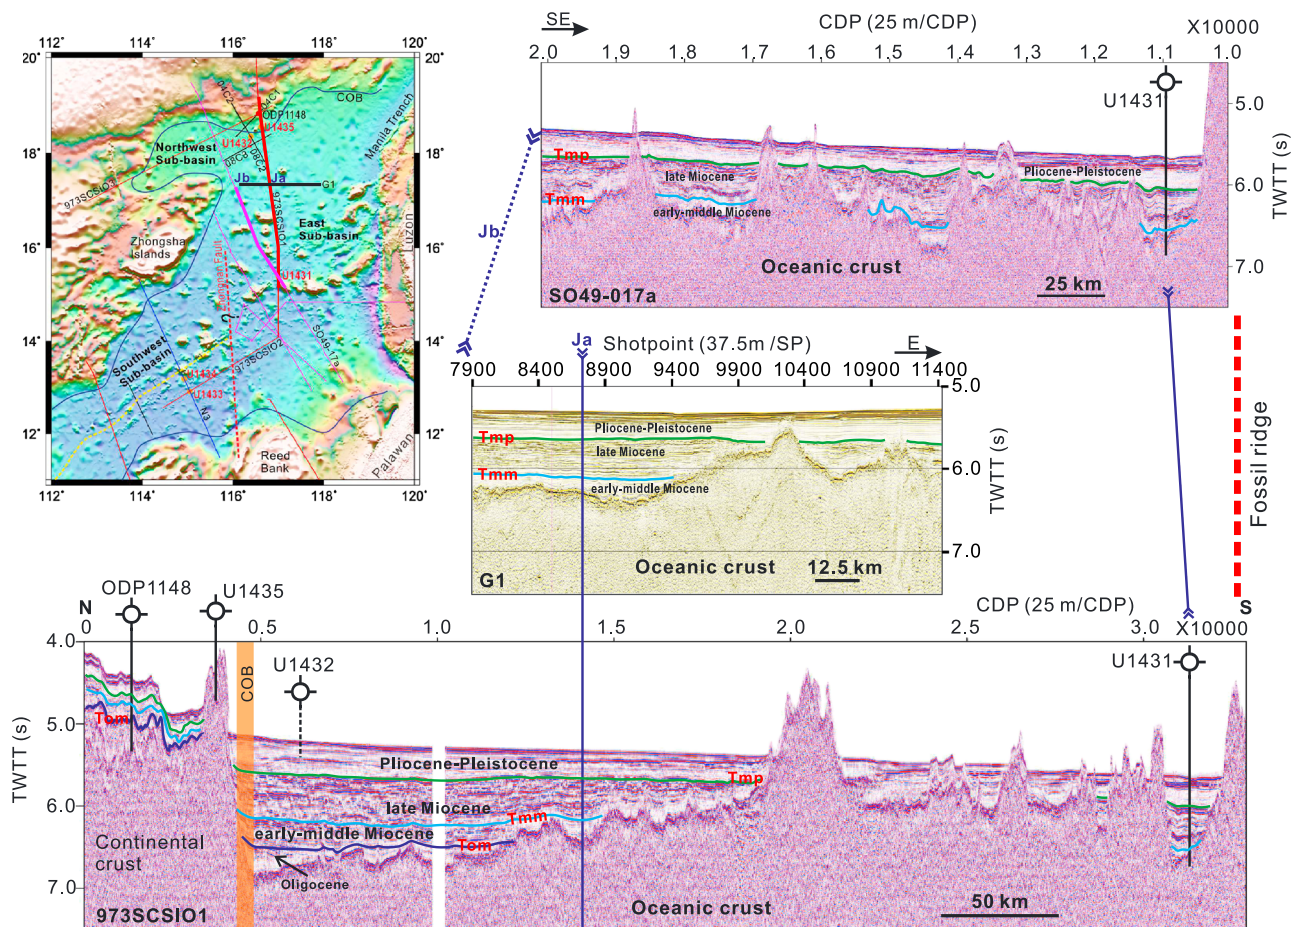 112° 114° 116° 118° 120°
20° 20°
COB
04C2
04CT
ODP1148
U1435
U1432
Northwest
Sub-basin
08C2
Manila Trench
18° 18°
Jb Ja
G1
973SCSIO1
East
Sub-basin
16° 16°
Zhongsha
Islands
Luzon
U1431
Zhongnan Fault
?
14° 14°
SO49-17a
973SCSIO2
Southwest
Sub-basin
U1434
U1433
N3
12° 12°
Reed
Bank
Palawan
112° 114° 116° 118° 120°
SE
CDP (25 m/CDP)
X10000
2.0 1.9 1.8 1.7 1.6 1.5 1.4 1.3 1.2 1.1 1.0
U1431
5.0
Tmp
late Miocene
Pliocene-Pleistocene
6.0
Tmm
early-middle Miocene
TWTT (s)
Oceanic crust
7.0
SO49-017a
25 km
Jb
Ja
Shotpoint (37.5m /SP)
E
7900 8400 8900 9400 9900 10400 10900 11400
5.0
Pliocene-Pleistocene
Tmp
late Miocene
6.0
Tmm
early-middle Miocene
TWTT (s)
7.0
Oceanic crust
12.5 km
G1
Fossil ridge
ODP1148
U1435
N
CDP (25 m/CDP)
S
0 0.5 1.0 1.5 2.0 2.5 3.0 X10000
4.0
COB
U1432
U1431
Tom
5.0
TWTT (s)
Pliocene-Pleistocene
Tmp
6.0
late Miocene
Tmm
early-middle Miocene
Tom
Continental
crust
Oligocene
7.0
973SCSIO1
Oceanic crust
50 km